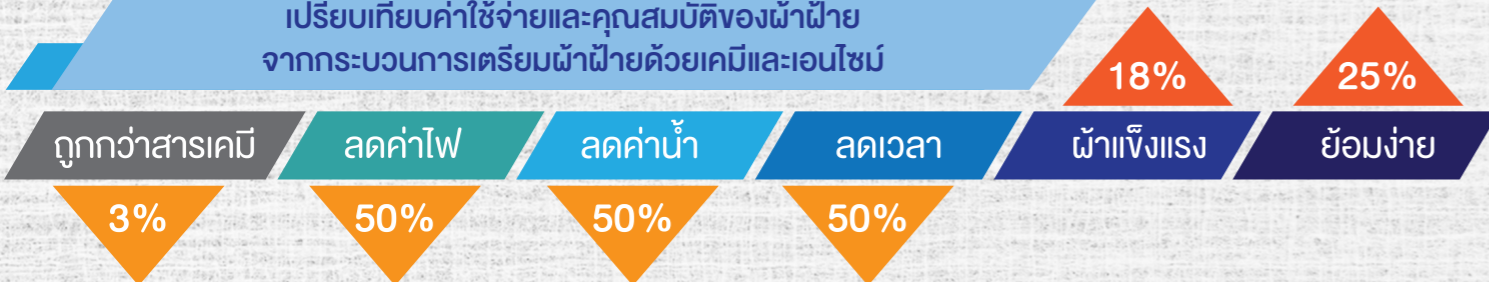 เปรียบเทียบค่าใช้จ่ายและคุณสมบัติของผ้าฝ้าย
จากกระบวนการเตรียมผ้าฝ้ายด้วยเคมีและเอนไซม์
18% 25%
ถูกกว่าสารเคมี ลดค่าไฟ ลดค่าน้ำ ลดเวลา ผ้าแข็งแรง ย้อมง่าย
3% 50% 50% 50%